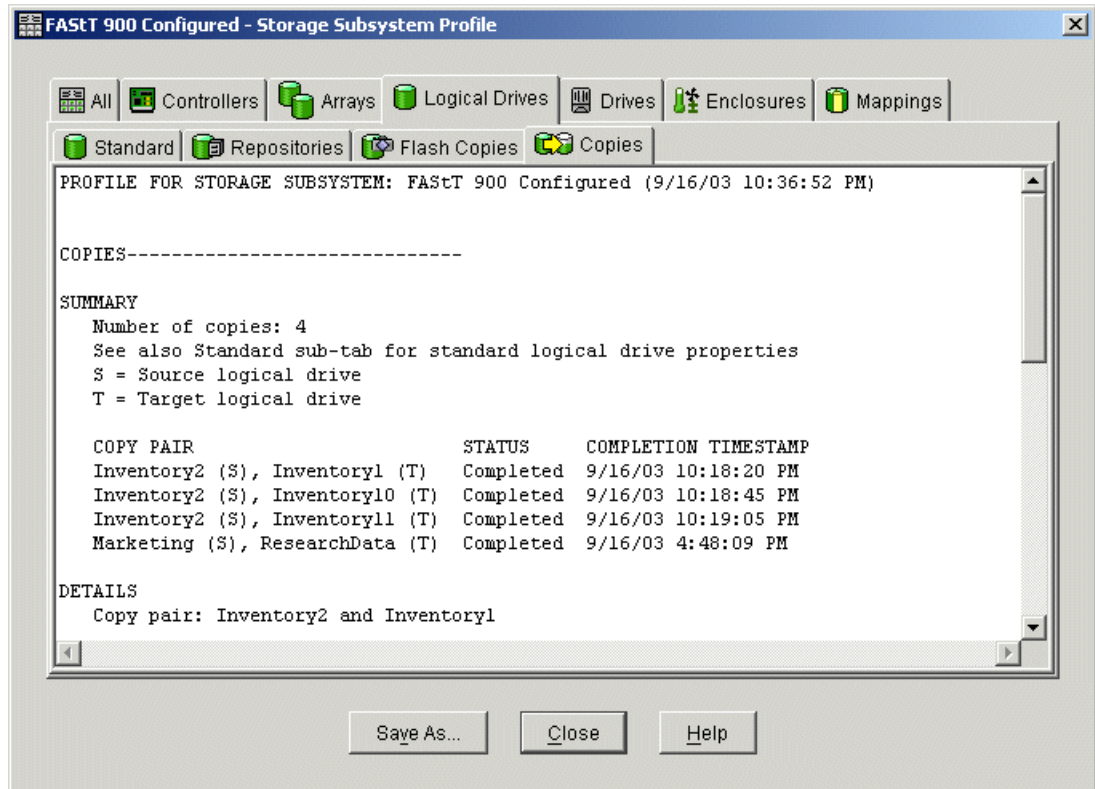 FAStT 900 Configured - Storage Subsystem Profile
All Controllers Arrays Logical Drives Drives Enclosures Mappings
Standard Repositories Flash Copies Copies
PROFILE FOR STORAGE SUBSYSTEM: FAStT 900 Configured (9/16/03 10:36:52 PM)
COPIES------------------------------
SUMMARY
Number of copies: 4
See also Standard sub-tab for standard logical drive properties
S = Source logical drive
T = Target logical drive
COPY PAIR STATUS COMPLETION TIMESTAMP
Inventory2 (S), Inventory1 (T) Completed 9/16/03 10:18:20 PM
Inventory2 (S), Inventory10 (T) Completed 9/16/03 10:18:45 PM
Inventory2 (S), Inventory11 (T) Completed 9/16/03 10:19:05 PM
Marketing (S), ResearchData (T) Completed 9/16/03 4:48:09 PM
DETAILS
Copy pair: Inventory2 and Inventory1
Save As... Close Help